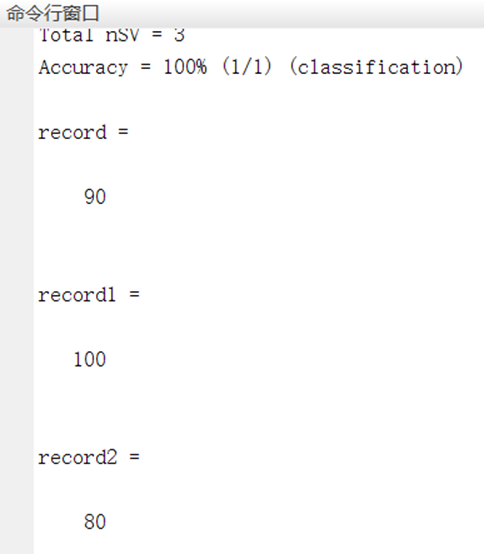 命令行窗口
Total nSV = 3
Accuracy = 100% (1/1) (classification)
record =
90
record1 =
100
record2 =
80